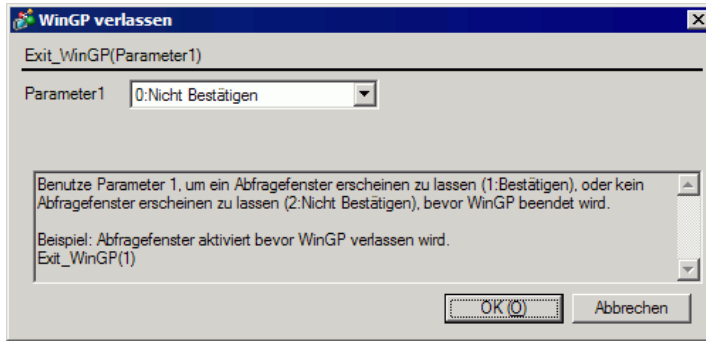 WinGP verlassen
Exit_WinGP(Parameter1)
Parameter1 0:Nicht Bestätigen
Benutze Parameter 1, um ein Abfragefenster erscheinen zu lassen (1:Bestätigen), oder kein
Abfragefenster erscheinen zu lassen (2:Nicht Bestätigen), bevor WinGP beendet wird.
Beispiel: Abfragefenster aktiviert bevor WinGP verlassen wird.
Exit_WinGP(1)
OK (O) Abbrechen